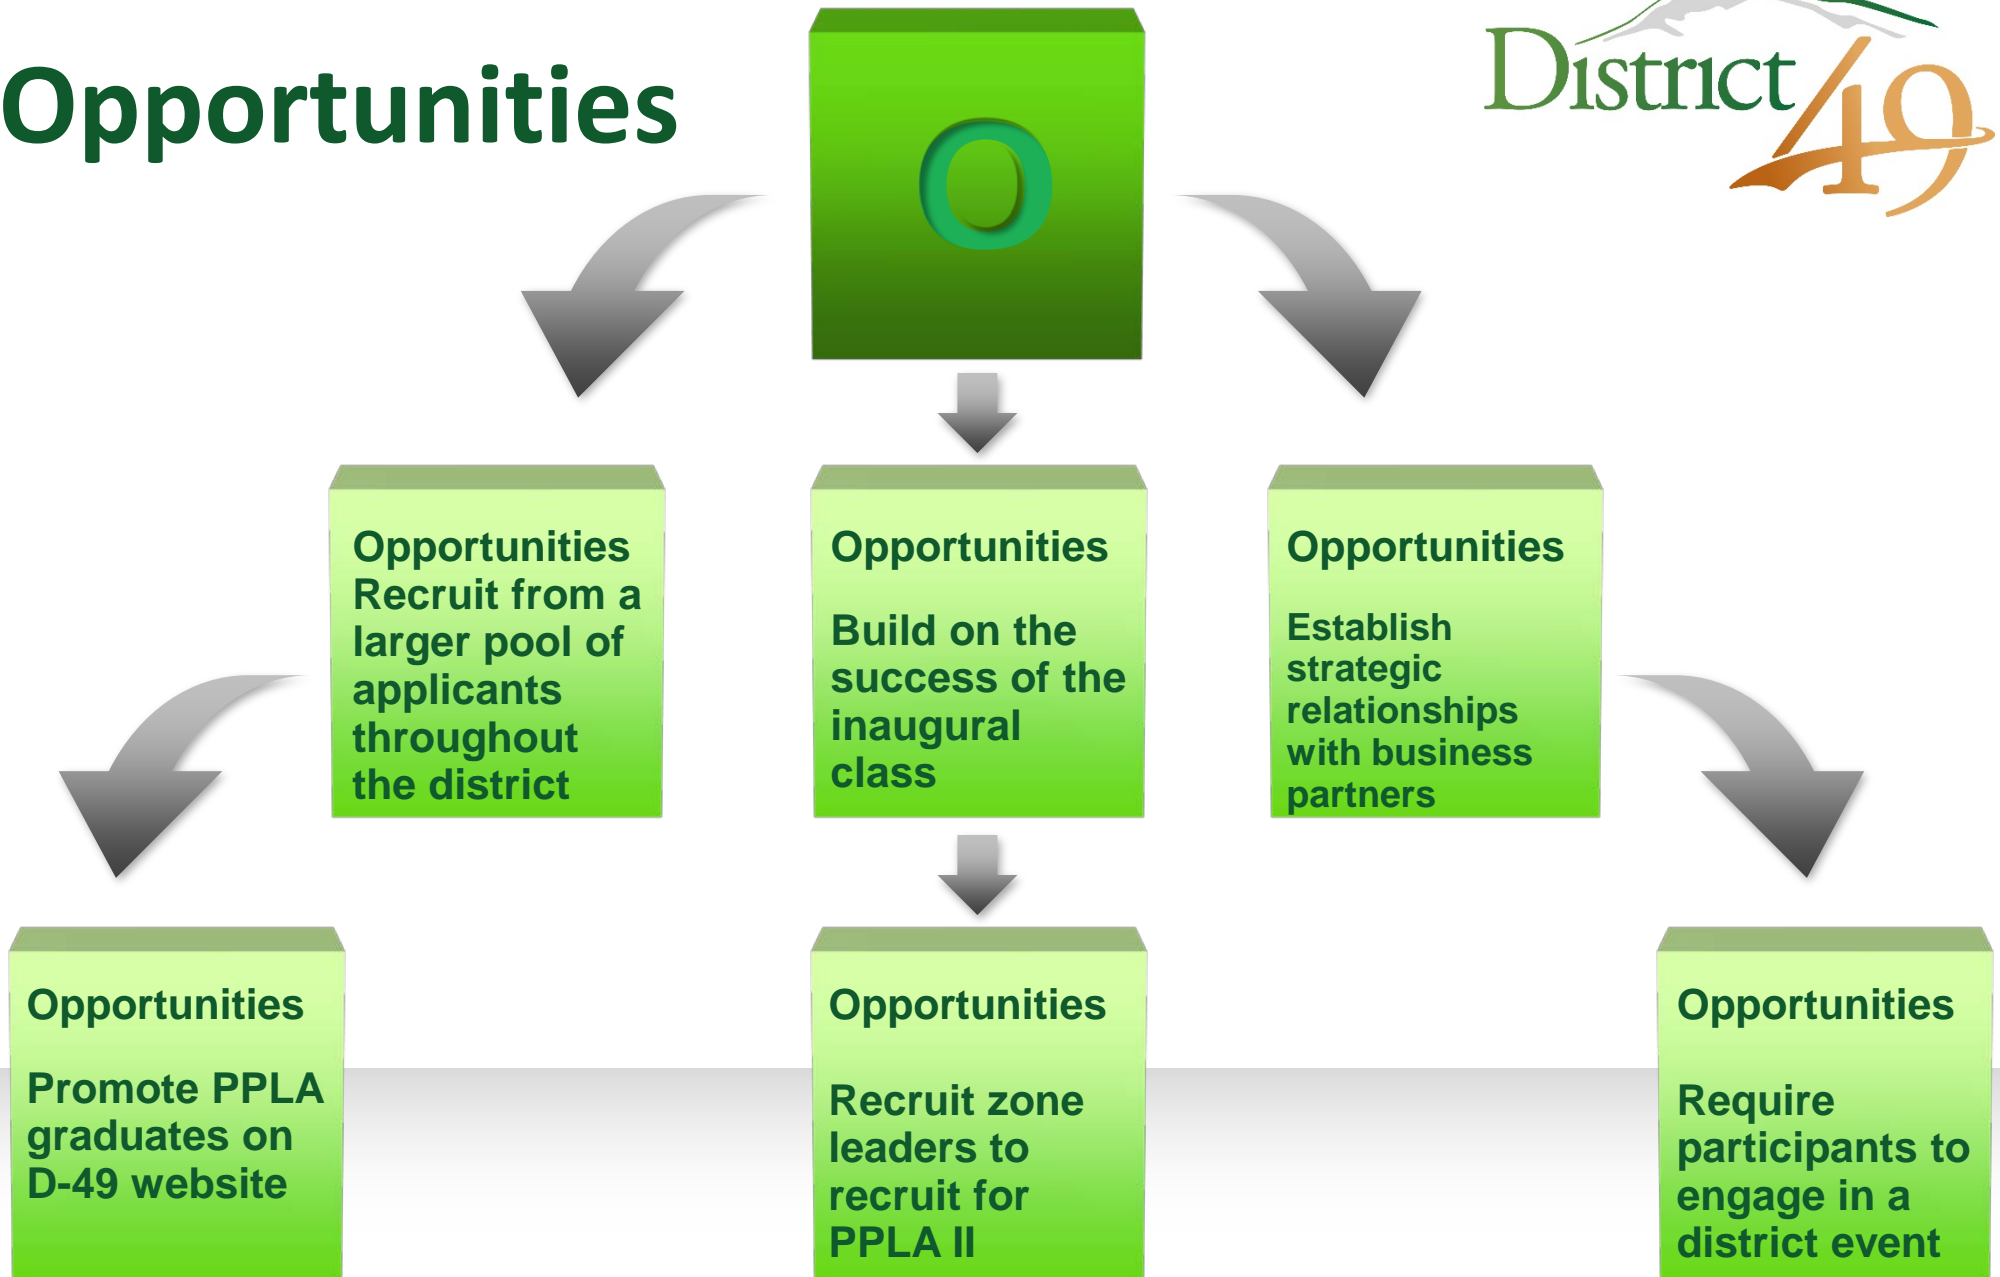 Opportunities
O
District
49
Opportunities
Recruit from a
larger pool of
applicants
throughout
the district
Opportunities
Build on the
success of the
inaugural
class
Opportunities
Establish
strategic
relationships
with business
partners
Opportunities
Promote PPLA
graduates on
D-49 website
Opportunities
Recruit zone
leaders to
recruit for
PPLA II
Opportunities
Require
participants to
engage in a
district event